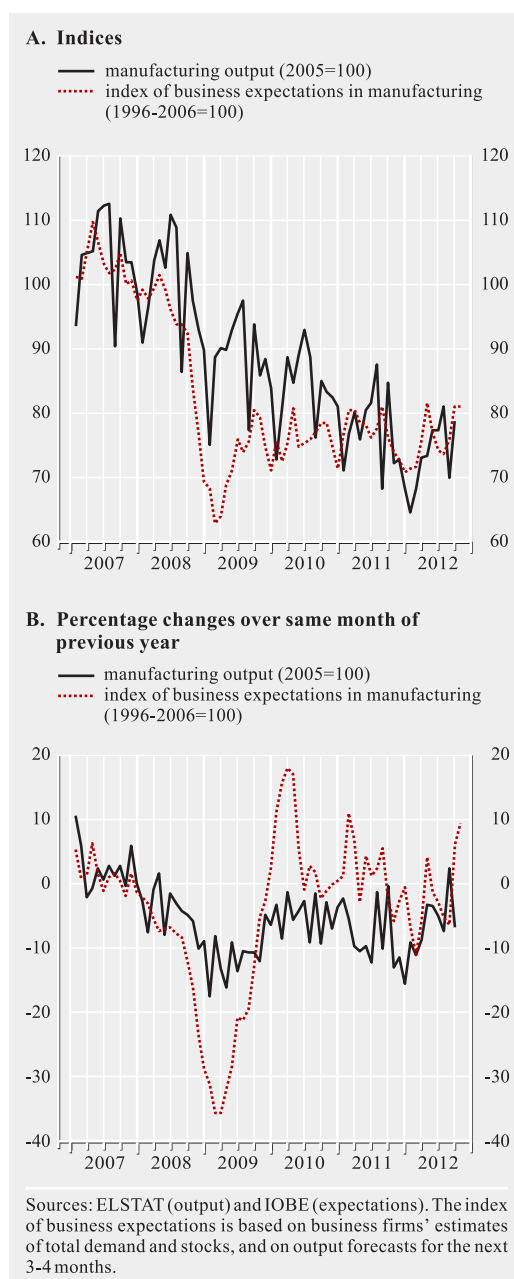 A. Indices
manufacturing output (2005=100)
index of business expectations in manufacturing
(1996-2006=100)
120 120
110 110
100 100
90 90
80 80
70 70
60 60
2007 2008 2009 2010 2011 2012
B. Percentage changes over same month of
previous year
manufacturing output (2005=100)
index of business expectations in manufacturing
(1996-2006=100)
20 20
10 10
0 0
-10 -10
-20 -20
-30 -30
-40 -40
2007 2008 2009 2010 2011 2012
Sources: ELSTAT (output) and IOBE (expectations). The index
of business expectations is based on business firms’ estimates
of total demand and stocks, and on output forecasts for the next
3-4 months.